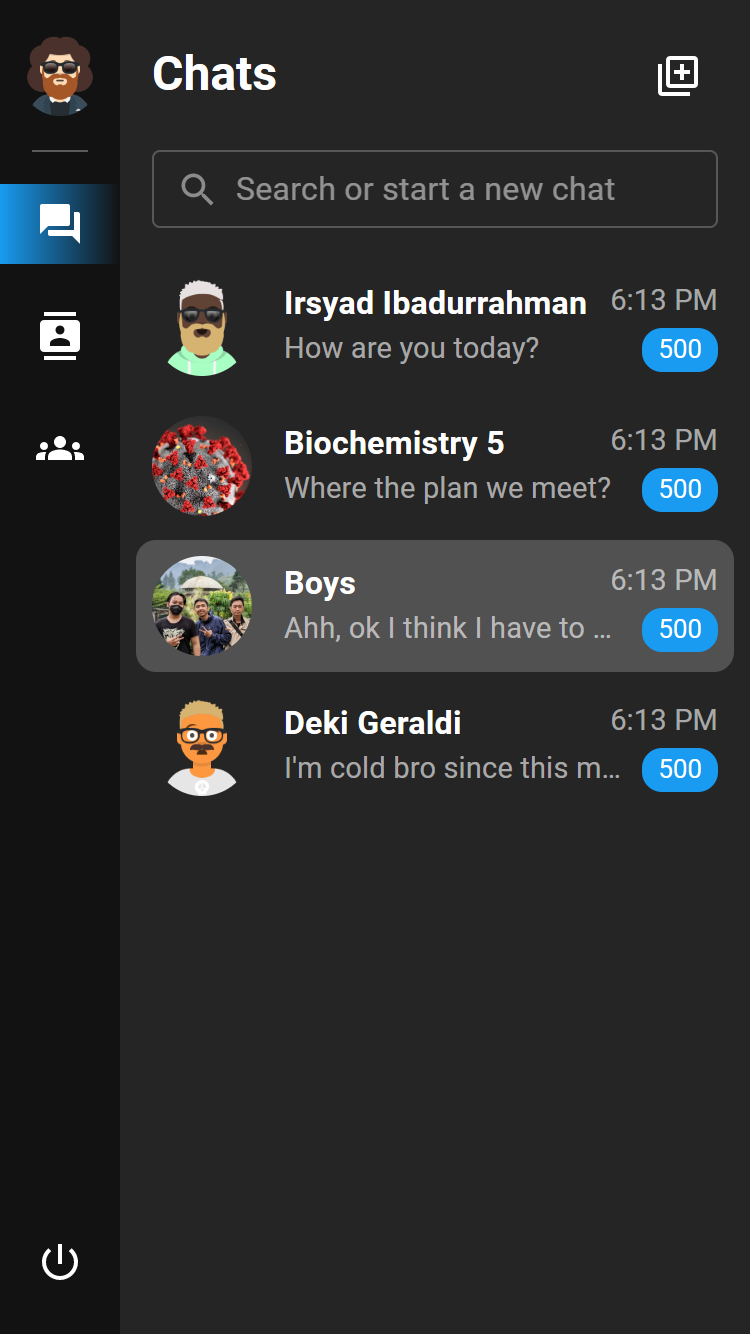 Chats
Search or start a new chat
Irsyad Ibadurrahman 6:13 PM
How are you today? 500
Biochemistry 5 6:13 PM
Where the plan we meet? 500
Boys 6:13 PM
Ahh, ok I think I have to ... 500
Deki Geraldi 6:13 PM
I'm cold bro since this m... 500